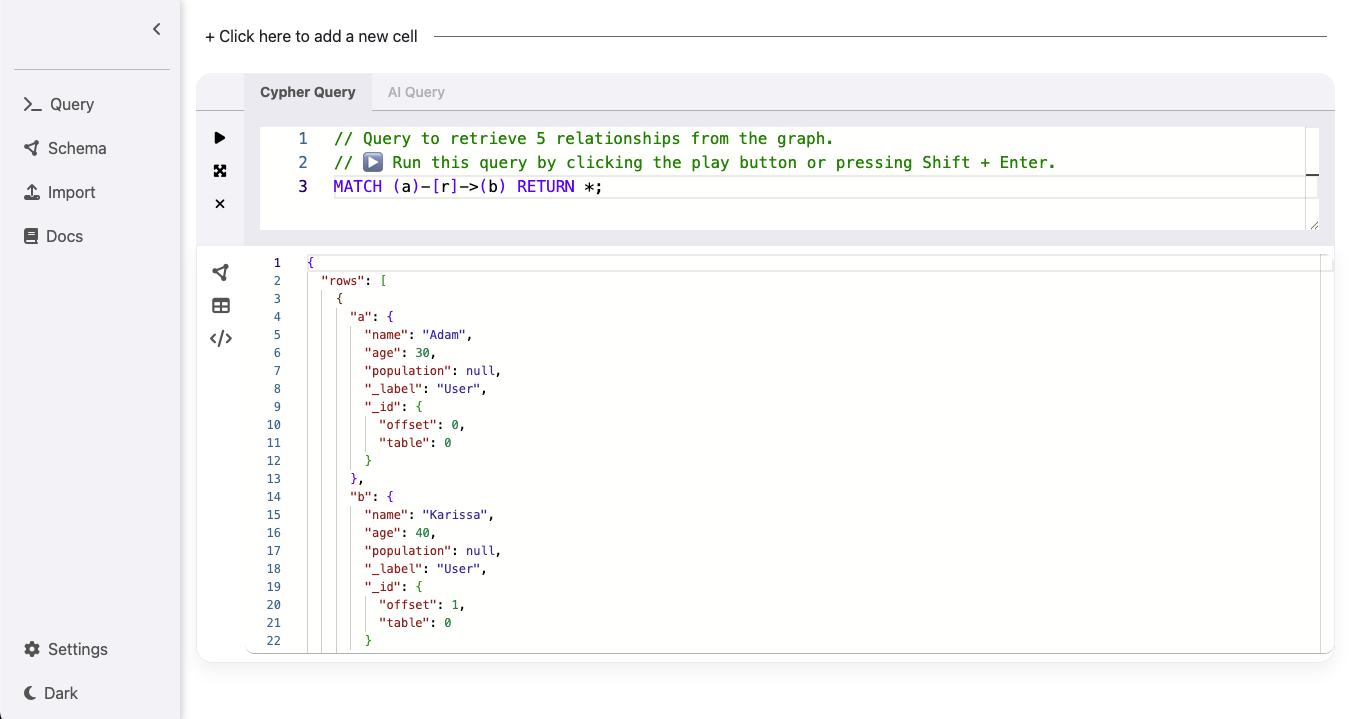 Query
Schema
Import
Docs
Settings
Dark
+ Click here to add a new cell
Cypher Query
AI Query
1 // Query to retrieve 5 relationships from the graph.
2 // ▶️ Run this query by clicking the play button or pressing Shift + Enter.
3 MATCH (a)-[r]->(b) RETURN *;
1 {
2 "rows": [
3 {
4 "a": {
5 "name": "Adam",
6 "age": 30,
7 "population": null,
8 "_label": "User",
9 "_id": {
10 "offset": 0,
11 "table": 0
12 }
13 },
14 "b": {
15 "name": "Karissa",
16 "age": 40,
17 "population": null,
18 "_label": "User",
19 "_id": {
20 "offset": 1,
21 "table": 0
22 }